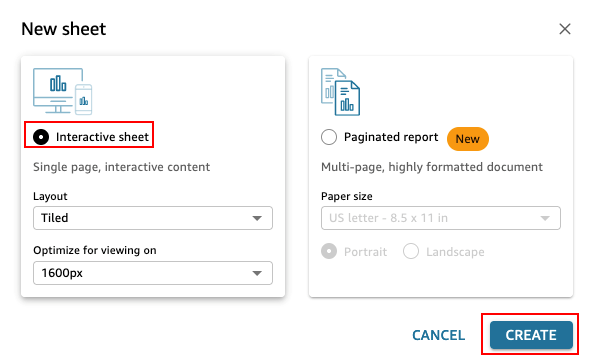 New sheet
Interactive sheet
Single page, interactive content
Layout
Tiled
Optimize for viewing on
1600px
Paginated report New
Multi-page, highly formatted document
Paper size
US letter - 8.5 x 11 in
Portrait Landscape
CANCEL CREATE